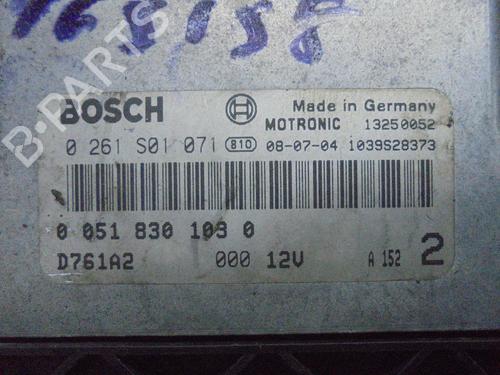 B-PARTS
BOSCH
Made in Germany
MOTRONIC 13250052
0 261 S01 071 810 08-07-04 1039S28373
0 051 830 103 0
D761A2 000 12V A 152 2